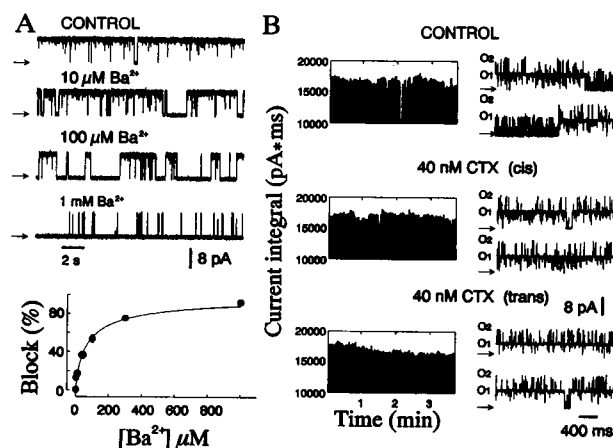 A
CONTROL
10 µM Ba²⁺
100 µM Ba²⁺
1 mM Ba²⁺
2 s
8 pA
Block (%)
80
40
0
0 200 400 600 800
[Ba²⁺] µM
B
CONTROL
Current integral (pA*ms)
20000
15000
10000
O2
O1
O2
O1
40 nM CTX (cis)
20000
15000
10000
O2
O1
O2
O1
40 nM CTX (trans)
8 pA
20000
15000
10000
O2
O1
O2
O1
1 2 3
Time (min)
400 ms